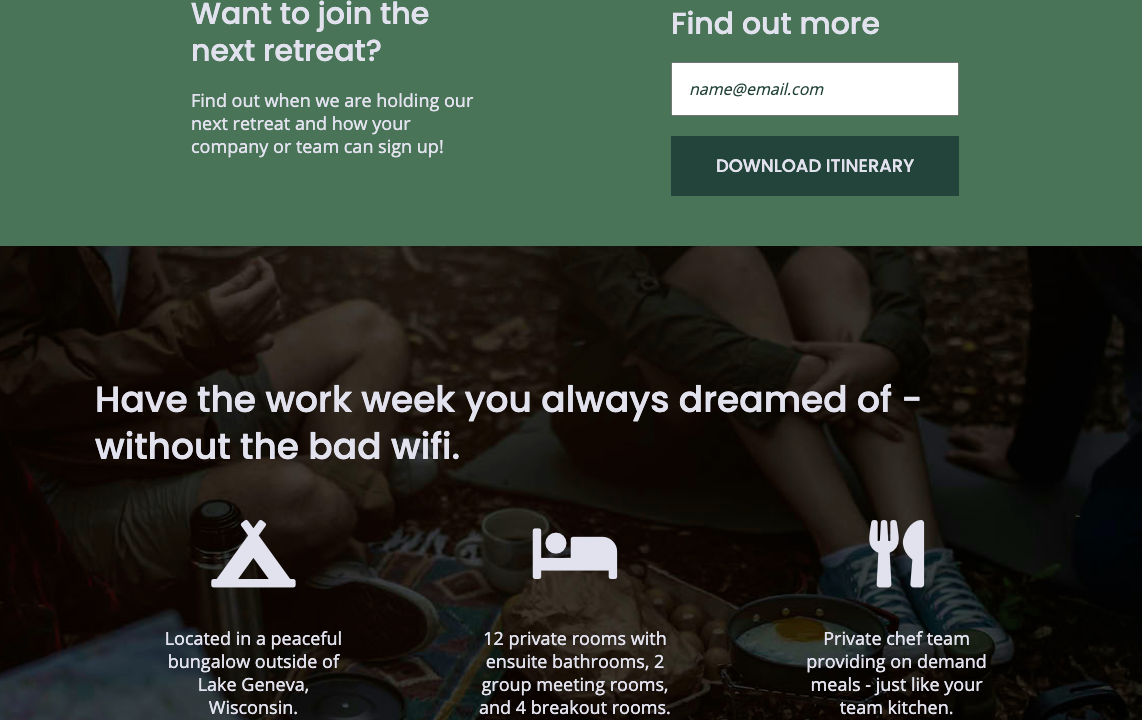 Want to join the
next retreat?
Find out when we are holding our
next retreat and how your
company or team can sign up!
Find out more
name@email.com
DOWNLOAD ITINERARY
Have the work week you always dreamed of -
without the bad wifi.
Located in a peaceful
bungalow outside of
Lake Geneva,
Wisconsin.
12 private rooms with
ensuite bathrooms, 2
group meeting rooms,
and 4 breakout rooms.
Private chef team
providing on demand
meals - just like your
team kitchen.